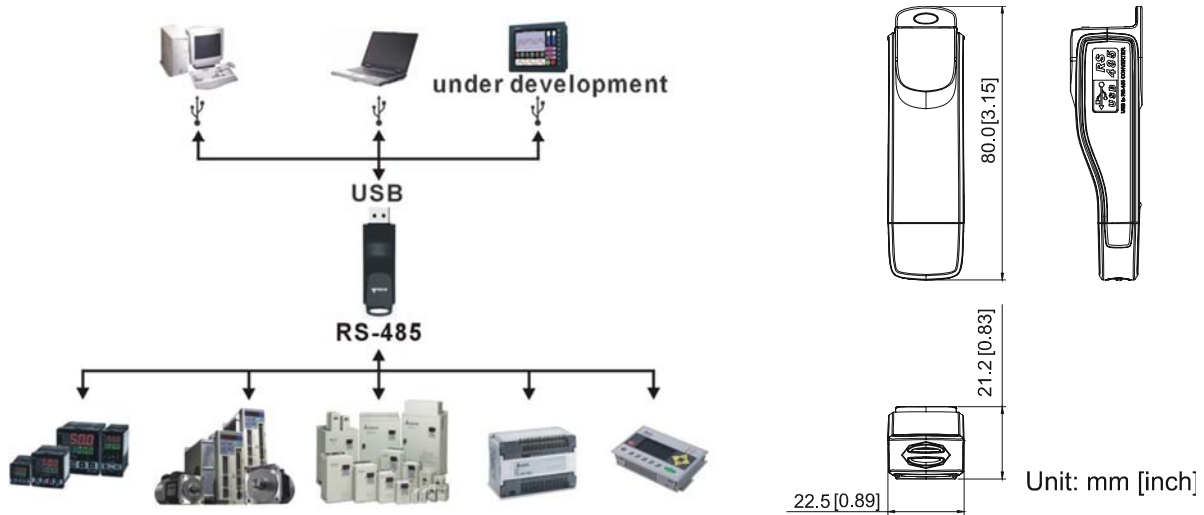 under development
USB
RS-485
80.0[3.15]
RS
485
USB
USB to RS-485 CONVERTER
21.2 [0.83]
22.5 [0.89]
Unit: mm [inch]